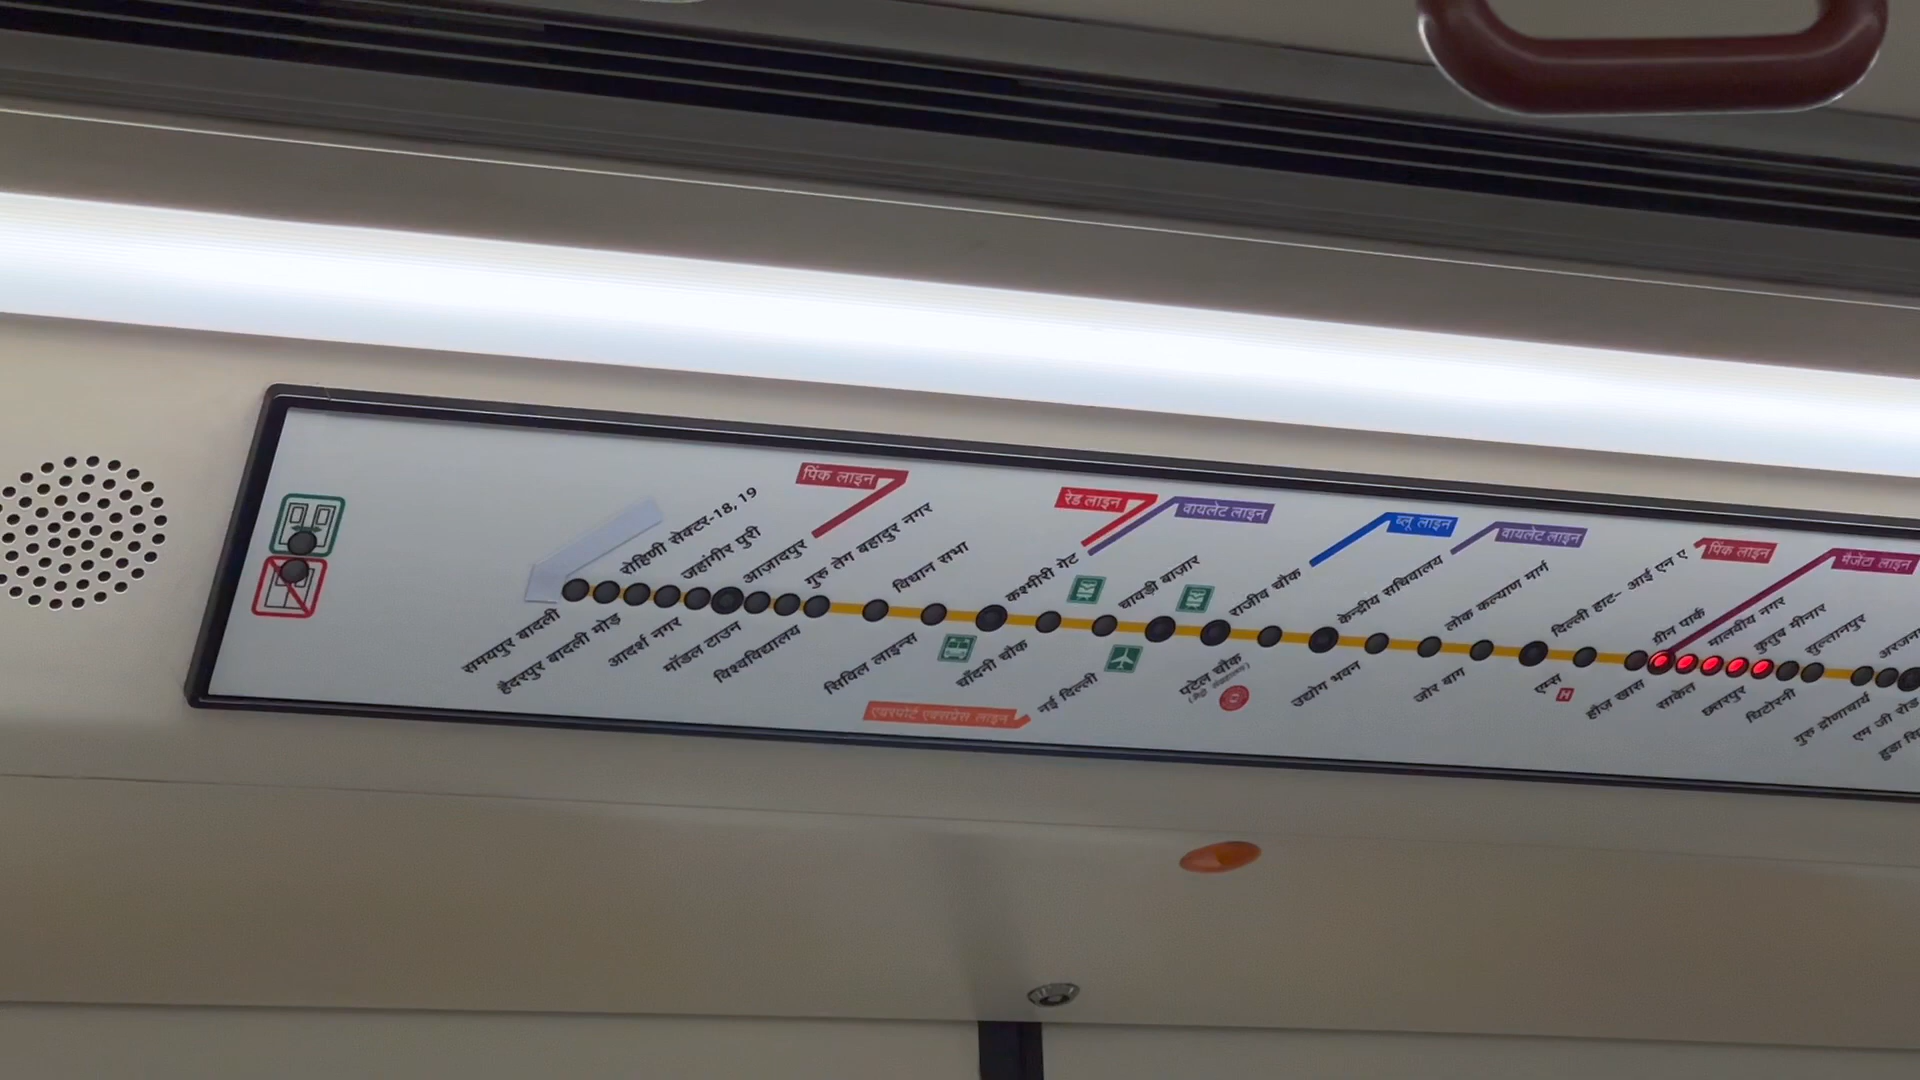 पिंक लाइन
रेड लाइन
वायलेट लाइन
ब्लू लाइन
वायलेट लाइन
पिंक लाइन
मैजेंटा लाइन
रोहिणी सेक्टर-18, 19
जहांगीर पुरी
आज़ादपुर
गुरु तेग बहादुर नगर
विधान सभा
कश्मीरी गेट
चावड़ी बाज़ार
राजीव चौक
केन्द्रीय सचिवालय
लोक कल्याण मार्ग
दिल्ली हाट- आई एन ए
ग्रीन पार्क
मालवीय नगर
कुतुब मीनार
सुल्तानपुर
समयपुर बादली
हैदरपुर बादली मोड़
आदर्श नगर
मॉडल टाउन
विश्वविद्यालय
सिविल लाइन्स
चाँदनी चौक
नई दिल्ली
पटेल चौक
उद्योग भवन
जोर बाग
एम्स
H
हौज़ खास
साकेत
छतरपुर
घिटोरनी
गुरु द्रोणाचार्य
एम जी रोड
एयरपोर्ट एक्सप्रेस लाइन